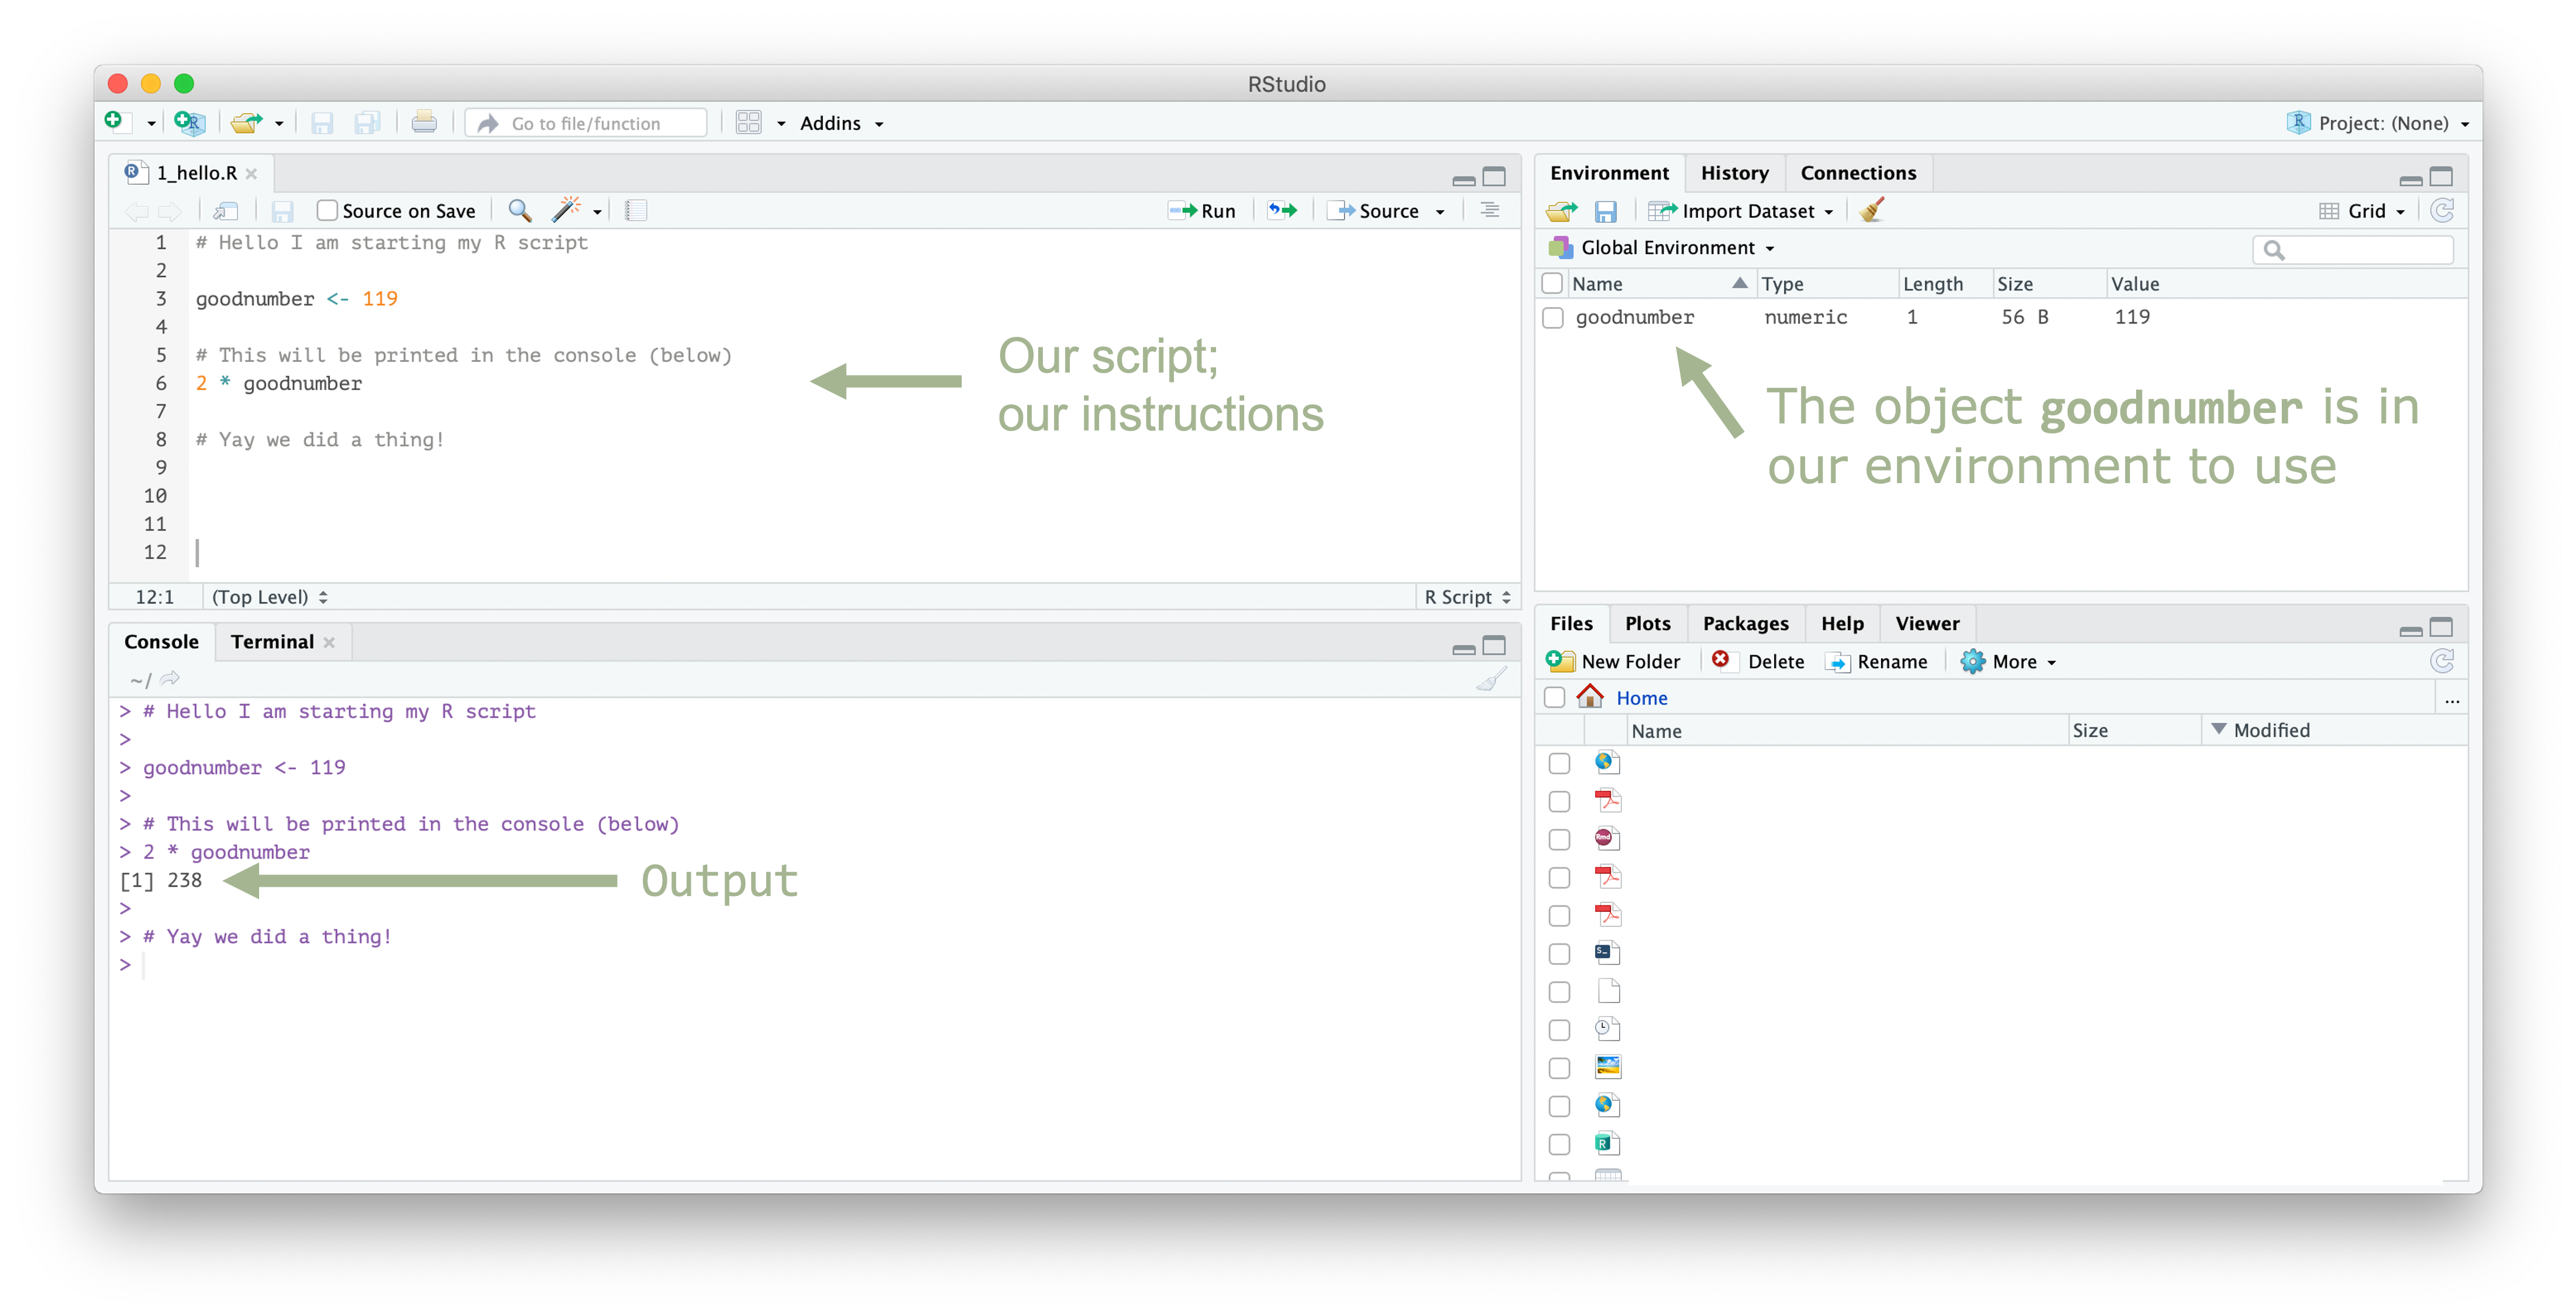 RStudio
Go to file/function
Addins
Project: (None)
1_hello.R
Source on Save
Run
Source
1 # Hello I am starting my R script
2
3 goodnumber <- 119
4
5 # This will be printed in the console (below)
6 2 * goodnumber
7
8 # Yay we did a thing!
9
10
11
12
Our script;
our instructions
12:1 (Top Level) R Script
Console Terminal
~/
> # Hello I am starting my R script
>
> goodnumber <- 119
>
> # This will be printed in the console (below)
> 2 * goodnumber
[1] 238
Output
>
> # Yay we did a thing!
>
Environment History Connections
Import Dataset Grid
Global Environment
Name Type Length Size Value
goodnumber numeric 1 56 B 119
The object goodnumber is in
our environment to use
Files Plots Packages Help Viewer
New Folder Delete Rename More
Home ...
Name Size Modified